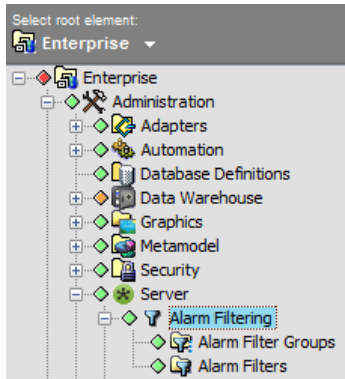 Select root element:
Enterprise
Enterprise
Administration
Adapters
Automation
Database Definitions
Data Warehouse
Graphics
Metamodel
Security
Server
Alarm Filtering
Alarm Filter Groups
Alarm Filters